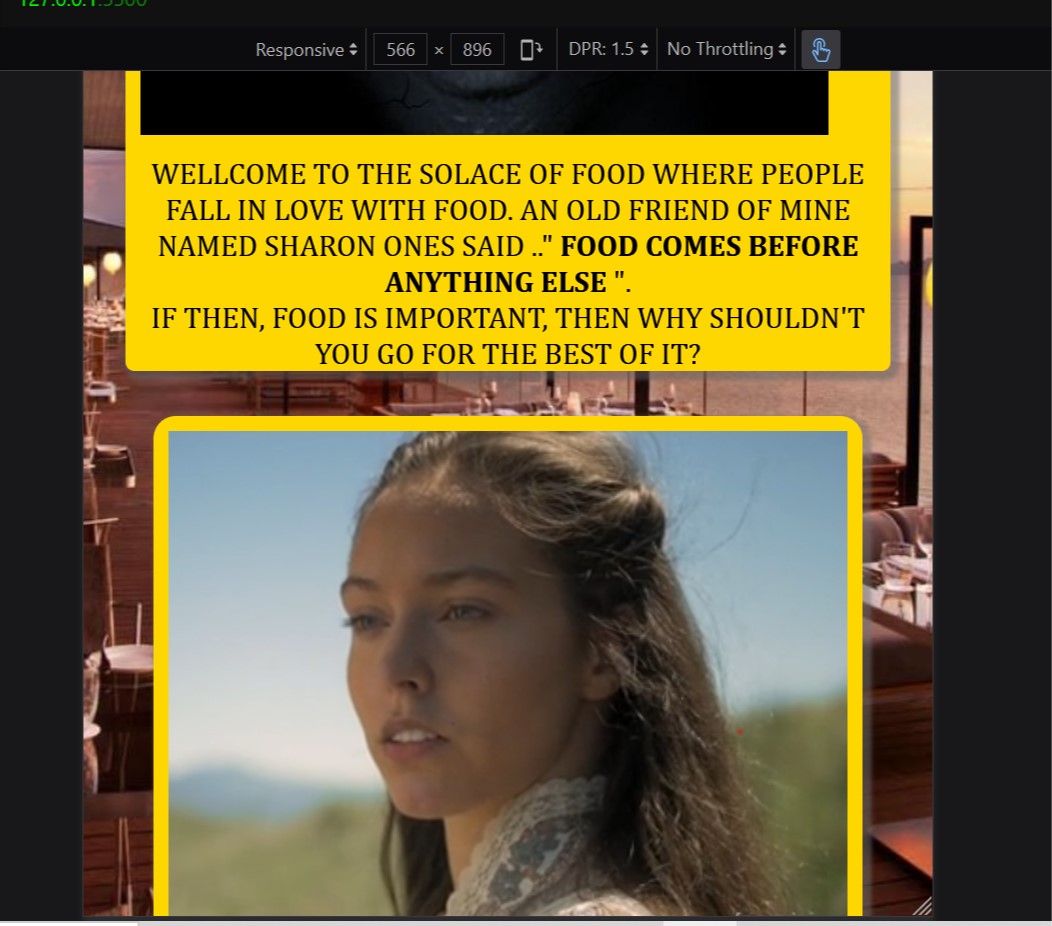 127.0.0.1:5500
Responsive 566 × 896 DPR: 1.5 No Throttling
WELLCOME TO THE SOLACE OF FOOD WHERE PEOPLE
FALL IN LOVE WITH FOOD. AN OLD FRIEND OF MINE
NAMED SHARON ONES SAID .." FOOD COMES BEFORE
ANYTHING ELSE ".
IF THEN, FOOD IS IMPORTANT, THEN WHY SHOULDN'T
YOU GO FOR THE BEST OF IT?